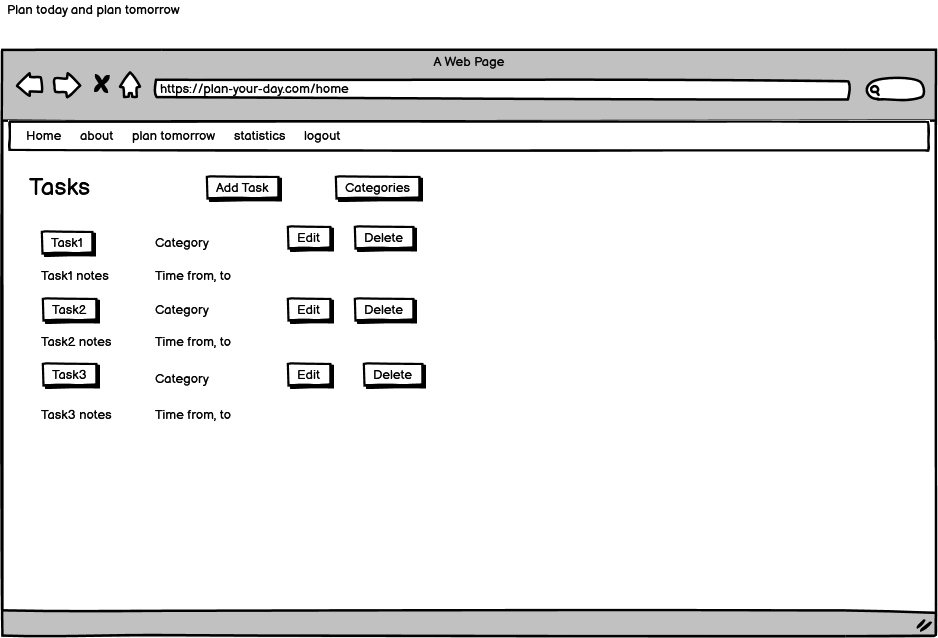 Plan today and plan tomorrow
A Web Page
https://plan-your-day.com/home
Home about plan tomorrow statistics logout
Tasks Add Task Categories
Task1 Category Edit Delete
Task1 notes Time from, to
Task2 Category Edit Delete
Task2 notes Time from, to
Task3 Category Edit Delete
Task3 notes Time from, to